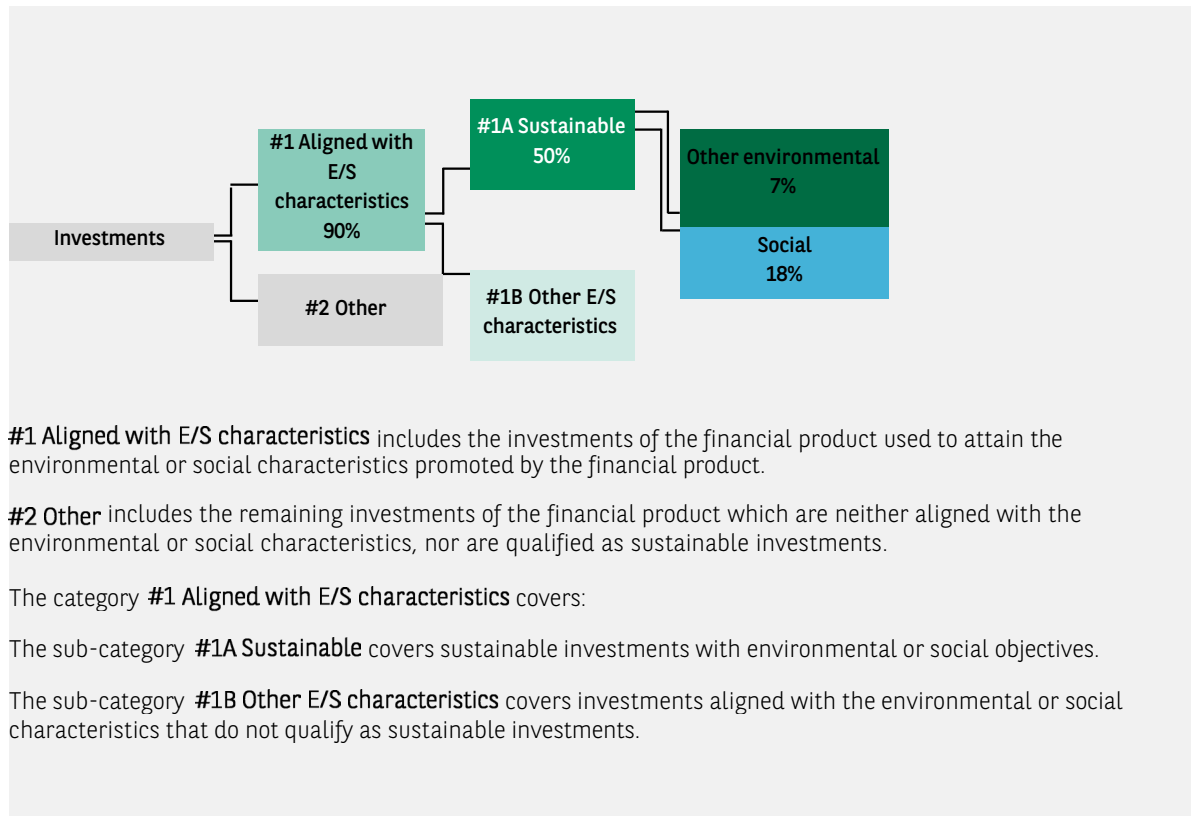 #1 Aligned with
E/S
characteristics
90%
#1A Sustainable
50%
Other environmental
7%
Investments
Social
18%
#2 Other
#1B Other E/S
characteristics
#1 Aligned with E/S characteristics includes the investments of the financial product used to attain the
environmental or social characteristics promoted by the financial product.
#2 Other includes the remaining investments of the financial product which are neither aligned with the
environmental or social characteristics, nor are qualified as sustainable investments.
The category #1 Aligned with E/S characteristics covers:
The sub-category #1A Sustainable covers sustainable investments with environmental or social objectives.
The sub-category #1B Other E/S characteristics covers investments aligned with the environmental or social
characteristics that do not qualify as sustainable investments.